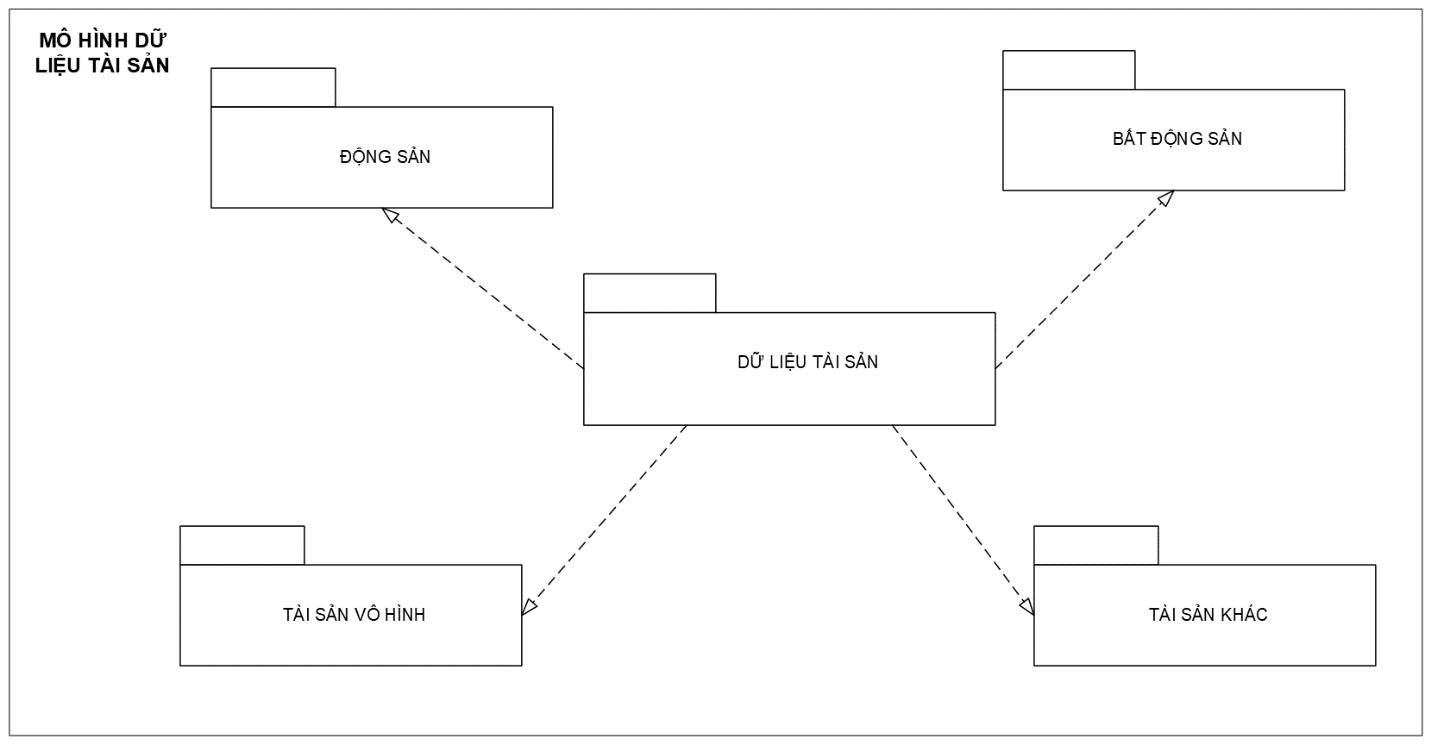 MÔ HÌNH DỮ
LIỆU TÀI SẢN
ĐỘNG SẢN
BẤT ĐỘNG SẢN
DỮ LIỆU TÀI SẢN
TÀI SẢN VÔ HÌNH
TÀI SẢN KHÁC